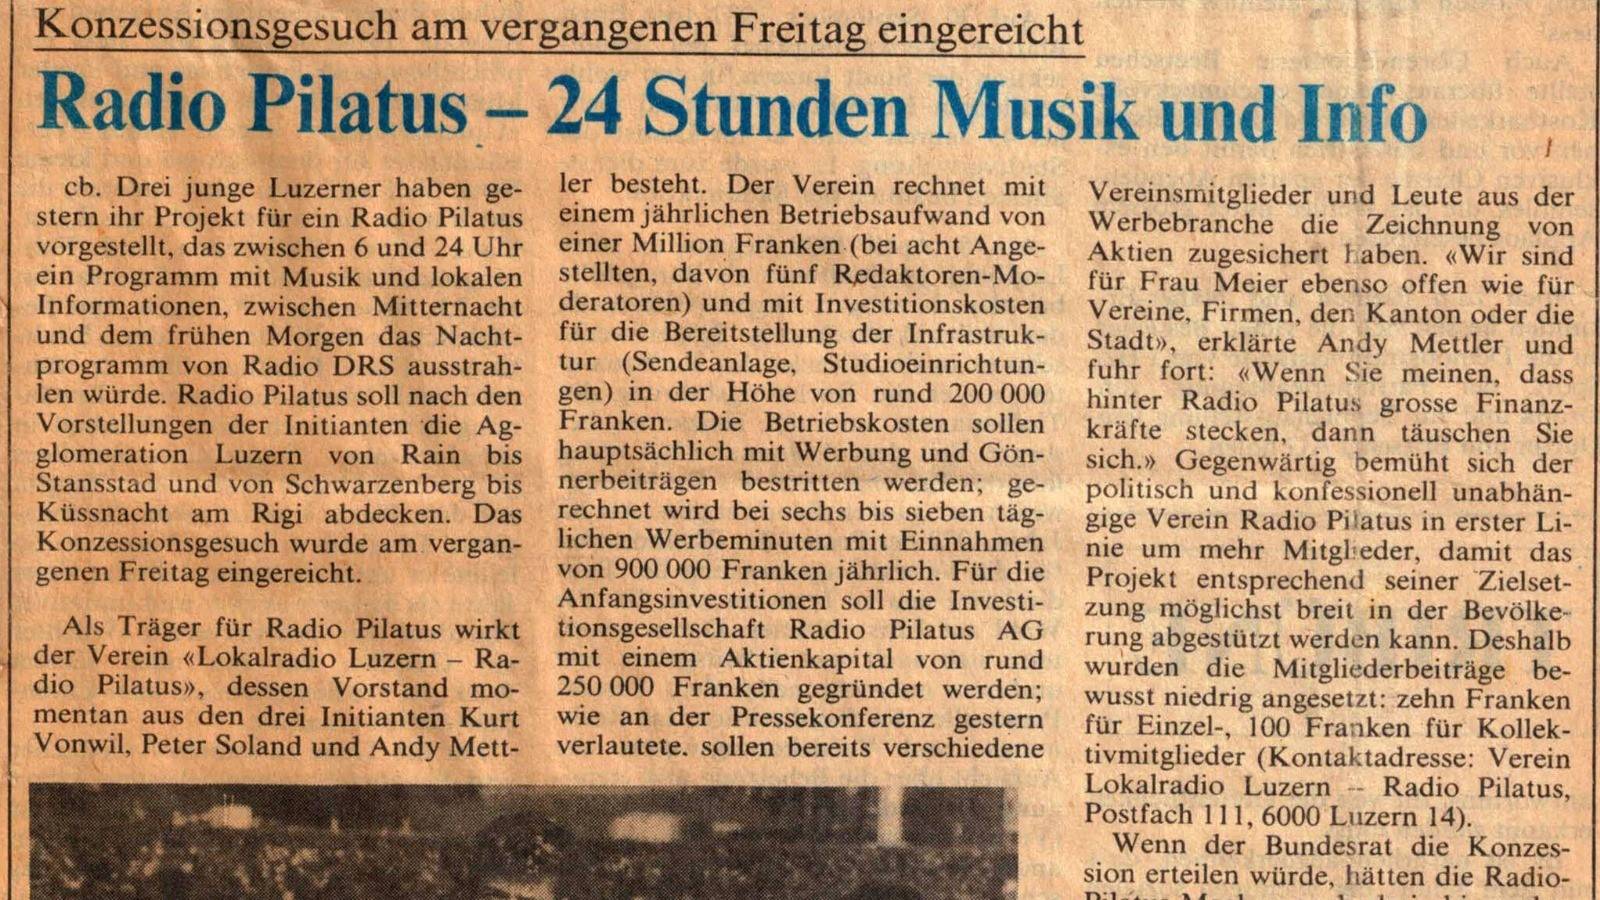 Konzessionsgesuch am vergangenen Freitag eingereicht
Radio Pilatus – 24 Stunden Musik und Info
cb. Drei junge Luzerner haben ge-
stern ihr Projekt für ein Radio Pilatus
vorgestellt, das zwischen 6 und 24 Uhr
ein Programm mit Musik und lokalen
Informationen, zwischen Mitternacht
und dem frühen Morgen das Nacht-
programm von Radio DRS ausstrah-
len würde. Radio Pilatus soll nach den
Vorstellungen der Initianten die Ag-
glomeration Luzern von Rain bis
Stansstad und von Schwarzenberg bis
Küssnacht am Rigi abdecken. Das
Konzessionsgesuch wurde am vergan-
genen Freitag eingereicht.
Als Träger für Radio Pilatus wirkt
der Verein «Lokalradio Luzern – Ra-
dio Pilatus», dessen Vorstand mo-
mentan aus den drei Initianten Kurt
Vonwil, Peter Soland und Andy Mett-
ler besteht. Der Verein rechnet mit
einem jährlichen Betriebsaufwand von
einer Million Franken (bei acht Ange-
stellten, davon fünf Redaktoren-Mo-
deratoren) und mit Investitionskosten
für die Bereitstellung der Infrastruk-
tur (Sendeanlage, Studioeinrichtun-
gen) in der Höhe von rund 200 000
Franken. Die Betriebskosten sollen
hauptsächlich mit Werbung und Gön-
nerbeiträgen bestritten werden; ge-
rechnet wird bei sechs bis sieben täg-
lichen Werbeminuten mit Einnahmen
von 900 000 Franken jährlich. Für die
Anfangsinvestitionen soll die Investi-
tionsgesellschaft Radio Pilatus AG
mit einem Aktienkapital von rund
250 000 Franken gegründet werden;
wie an der Pressekonferenz gestern
verlautete. sollen bereits verschiedene
Vereinsmitglieder und Leute aus der
Werbebranche die Zeichnung von
Aktien zugesichert haben. «Wir sind
für Frau Meier ebenso offen wie für
Vereine, Firmen, den Kanton oder die
Stadt», erklärte Andy Mettler und
fuhr fort: «Wenn Sie meinen, dass
hinter Radio Pilatus grosse Finanz-
kräfte stecken, dann täuschen Sie
sich.» Gegenwärtig bemüht sich der
politisch und konfessionell unabhän-
gige Verein Radio Pilatus in erster Li-
nie um mehr Mitglieder, damit das
Projekt entsprechend seiner Zielset-
zung möglichst breit in der Bevölke-
rung abgestützt werden kann. Deshalb
wurden die Mitgliederbeiträge be-
wusst niedrig angesetzt: zehn Franken
für Einzel-, 100 Franken für Kollek-
tivmitglieder (Kontaktadresse: Verein
Lokalradio Luzern – Radio Pilatus,
Postfach 111, 6000 Luzern 14).
Wenn der Bundesrat die Konzes-
sion erteilen würde, hätten die Radio-